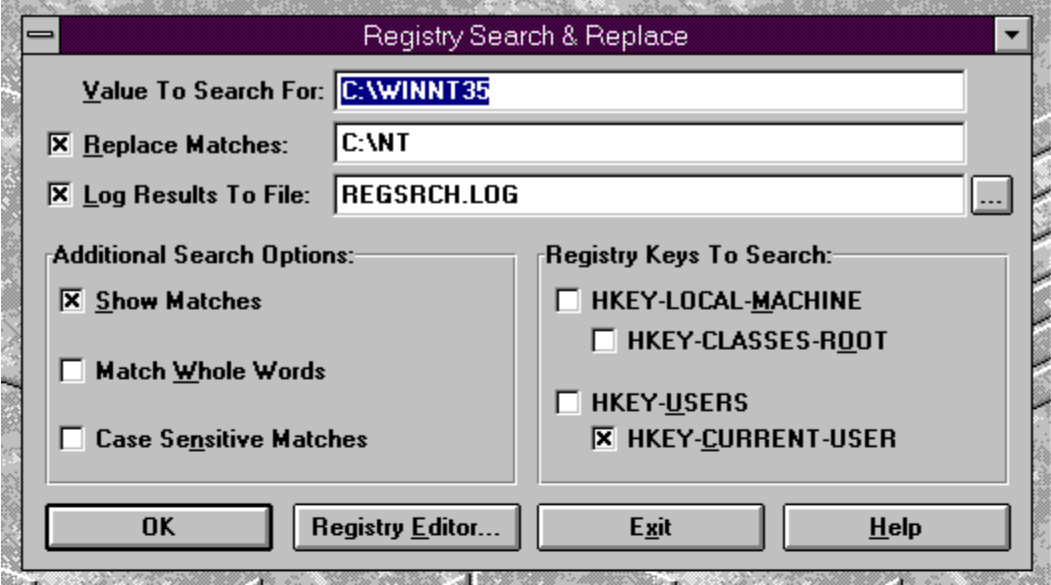 Registry Search & Replace
Value To Search For: C:\WINNT35
Replace Matches: C:\NT
Log Results To File: REGSRCH.LOG ...
Additional Search Options:
Show Matches
Match Whole Words
Case Sensitive Matches
Registry Keys To Search:
HKEY-LOCAL-MACHINE
HKEY-CLASSES-ROOT
HKEY-USERS
HKEY-CURRENT-USER
OK Registry Editor... Exit Help